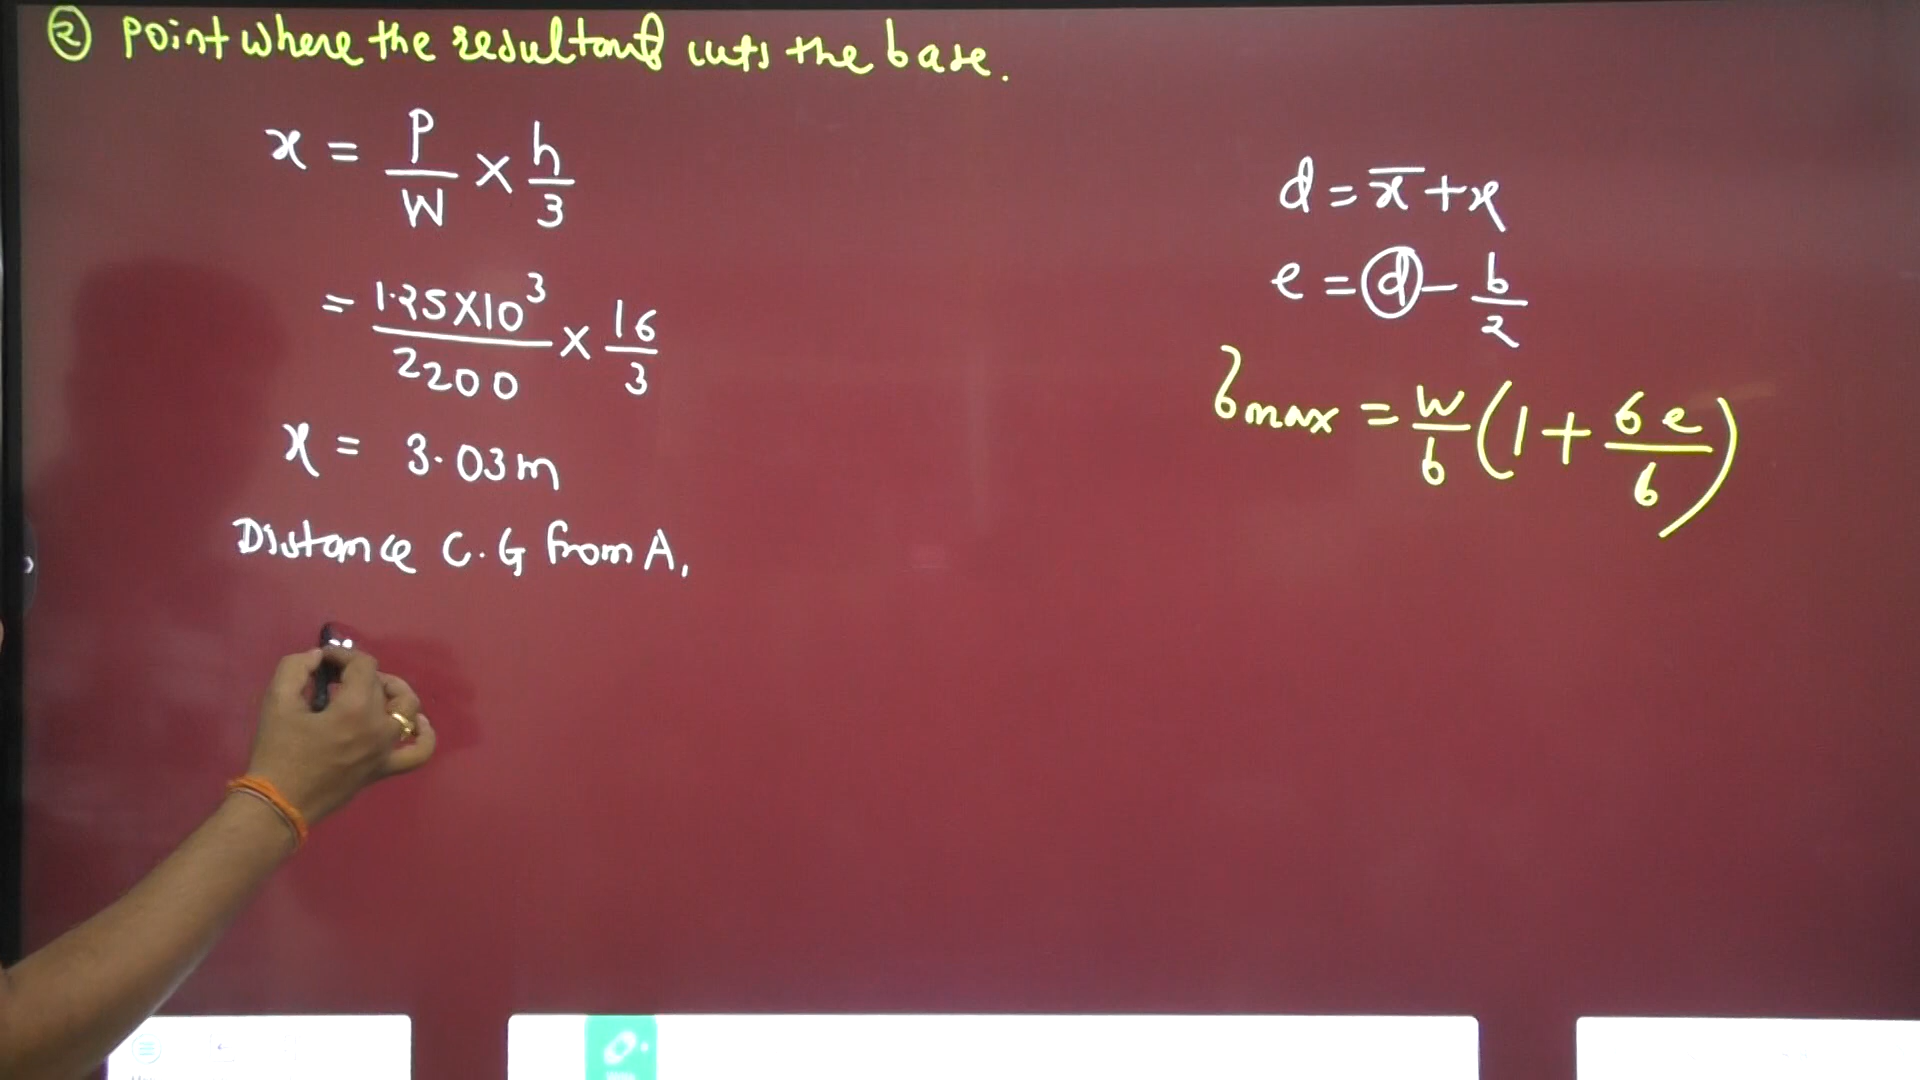 ② point where the resultant cuts the base.
x = P/W × h/3
= 1.25×10³/2200 × 16/3
x = 3.03m
Distance C.G from A,
d = x̄ + x
e = d - b/2
σmax = W/b (1 + 6e/b)